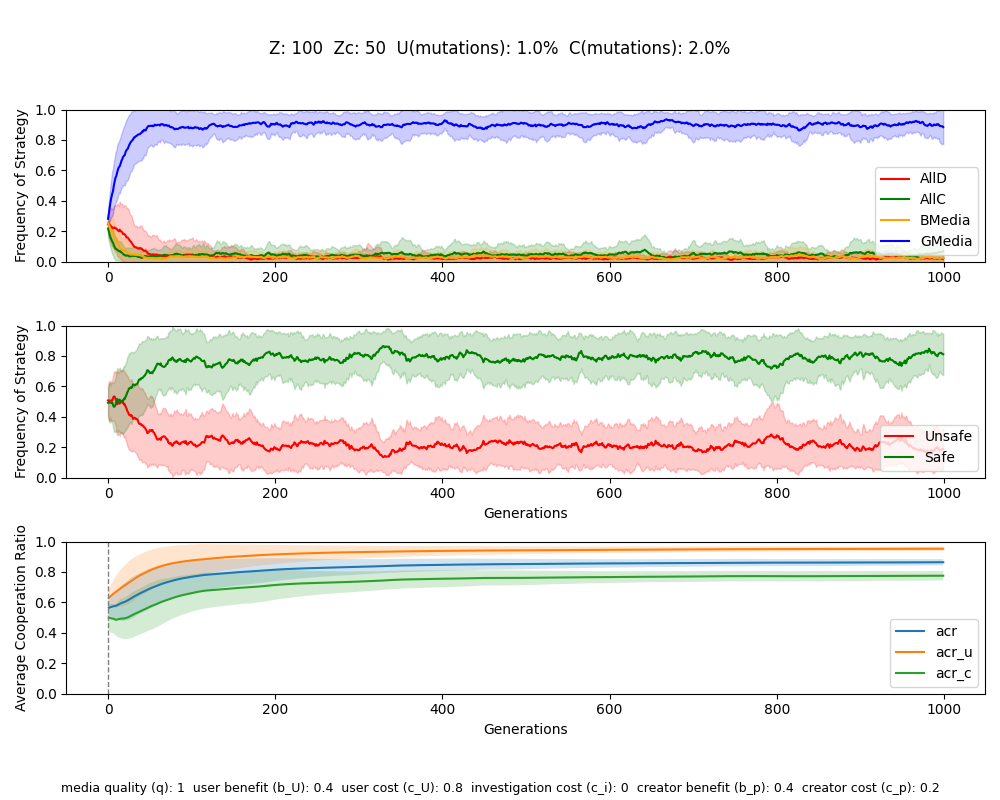 Z: 100  Zc: 50  U(mutations): 1.0%  C(mutations): 2.0%
Frequency of Strategy
1.0
0.8
0.6
0.4
0.2
0.0
AllD
AllC
BMedia
GMedia
0 200 400 600 800 1000
Frequency of Strategy
1.0
0.8
0.6
0.4
0.2
0.0
Unsafe
Safe
0 200 400 600 800 1000
Generations
Average Cooperation Ratio
1.0
0.8
0.6
0.4
0.2
0.0
acr
acr_u
acr_c
0 200 400 600 800 1000
Generations
media quality (q): 1  user benefit (b_U): 0.4  user cost (c_U): 0.8  investigation cost (c_i): 0  creator benefit (b_p): 0.4  creator cost (c_p): 0.2